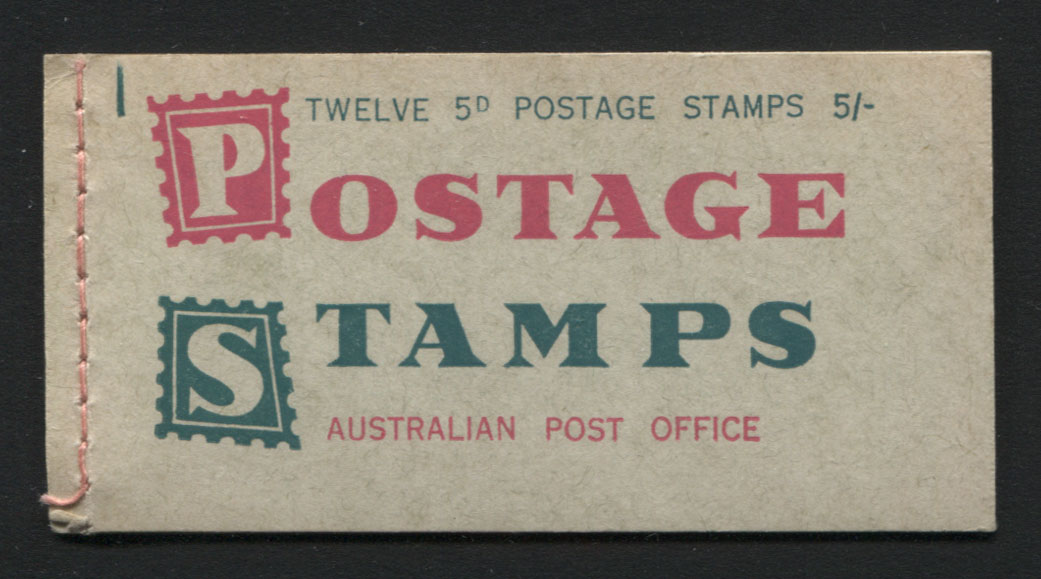 TWELVE 5D POSTAGE STAMPS 5/-
POSTAGE
STAMPS
AUSTRALIAN POST OFFICE